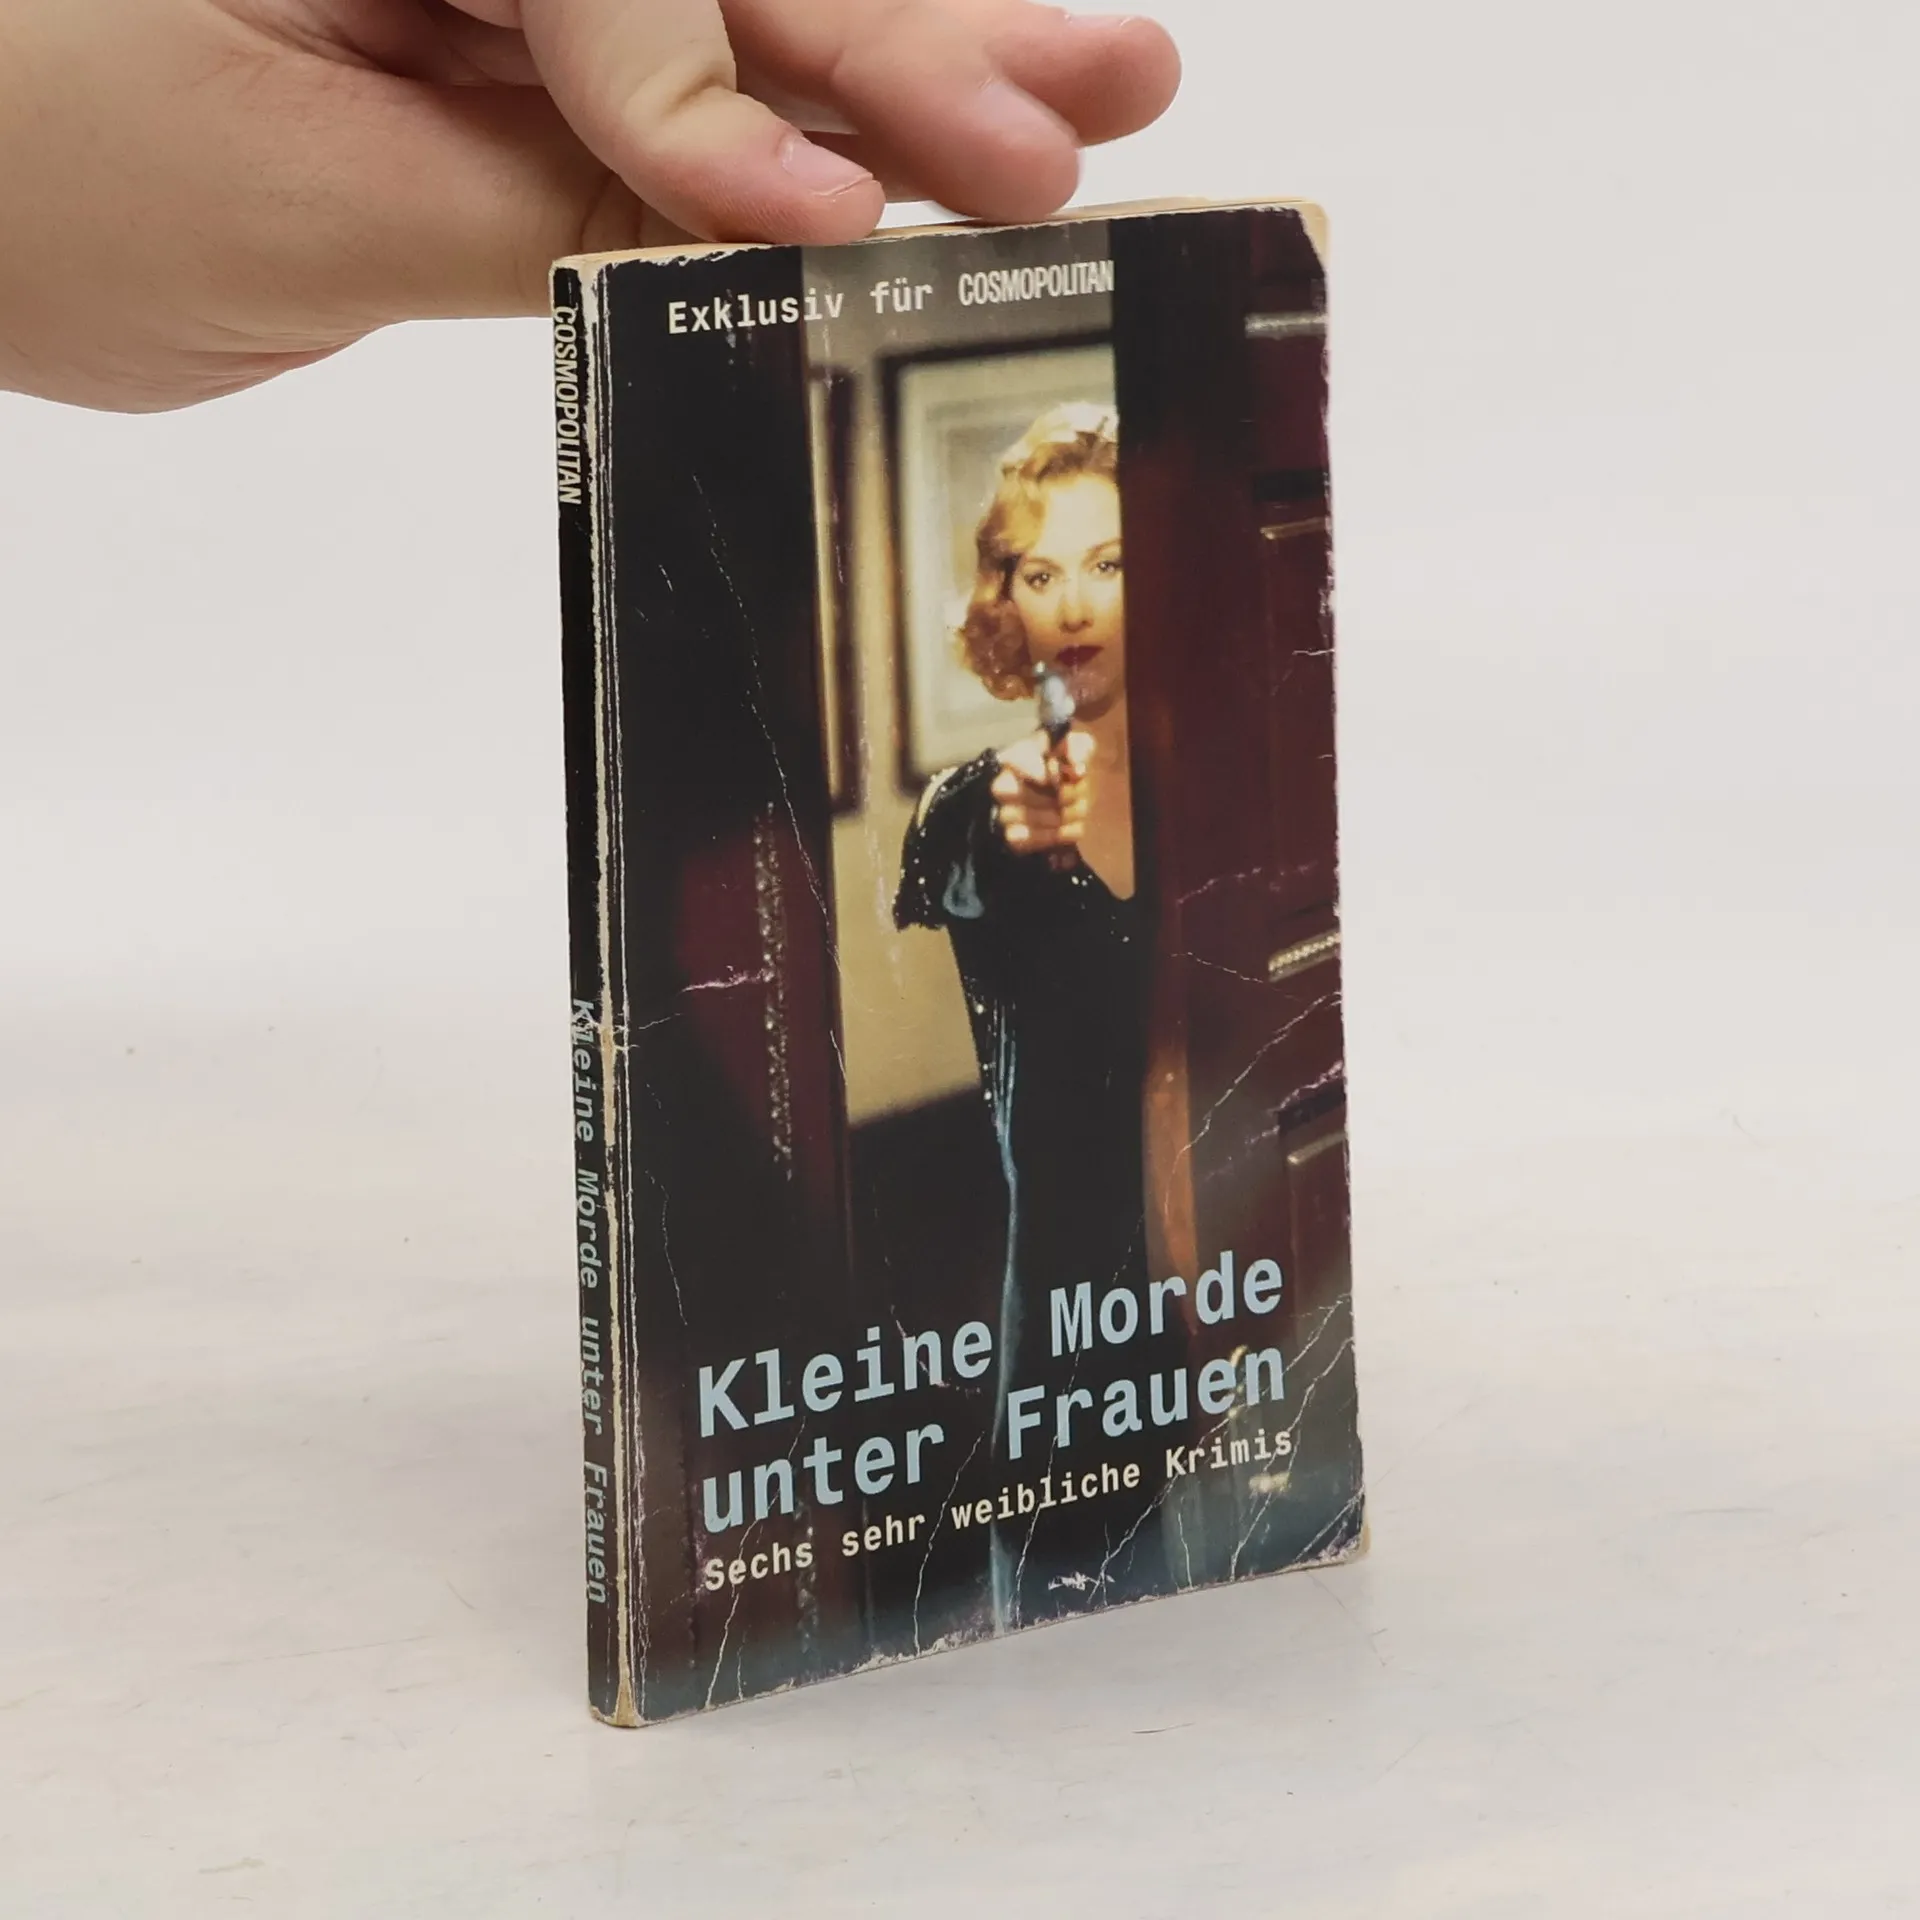 Exklusiv für COSMOPOLITAN
Kleine Morde
unter Frauen
Sechs sehr weibliche Krimis
COSMOPOLITAN
Kleine Morde unter Frauen